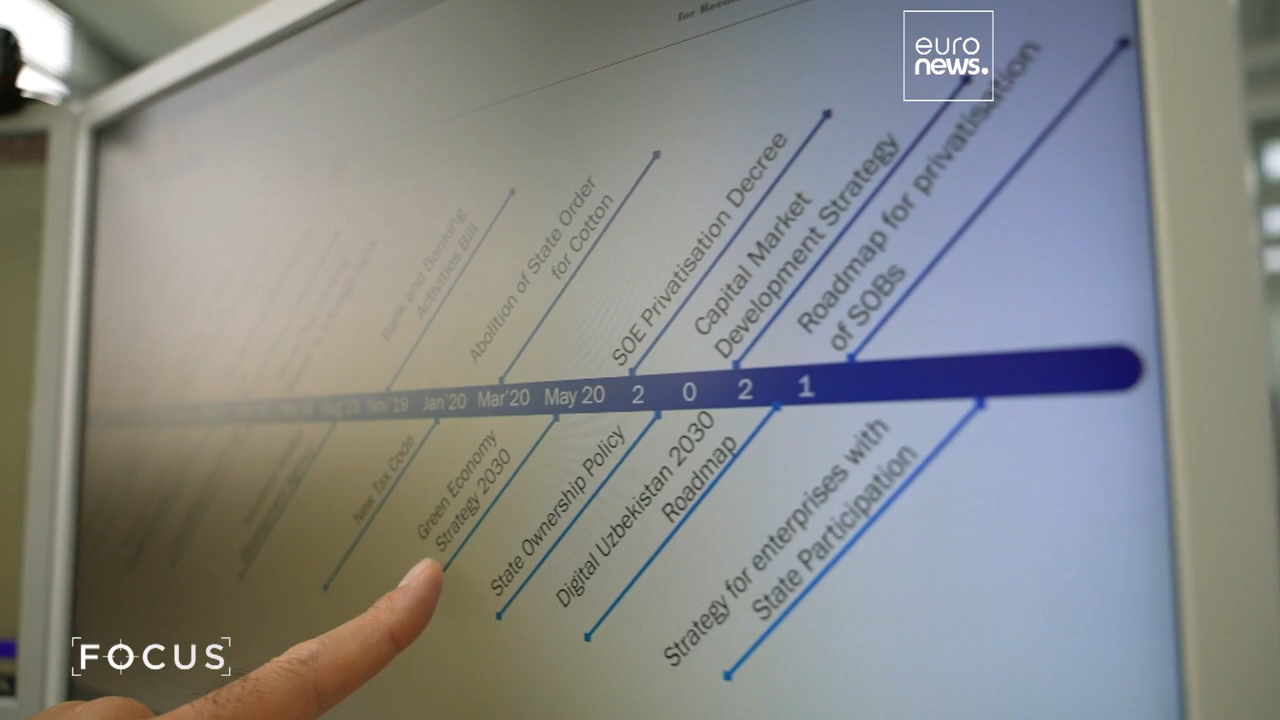 for
euro
news.
Bank and Banking
Activities Bill
Abolition of State Order
for Cotton
SOE Privatisation Decree
Capital Market
Development Strategy
Roadmap for privatisation
of SOBs
Aug'19 Nov'19 Jan'20 Mar'20 May 20 2 0 2 1
New Tax Code
Green Economy
Strategy 2030
State Ownership Policy
Digital Uzbekistan 2030
Roadmap
Strategy for enterprises with
State Participation
FOCUS